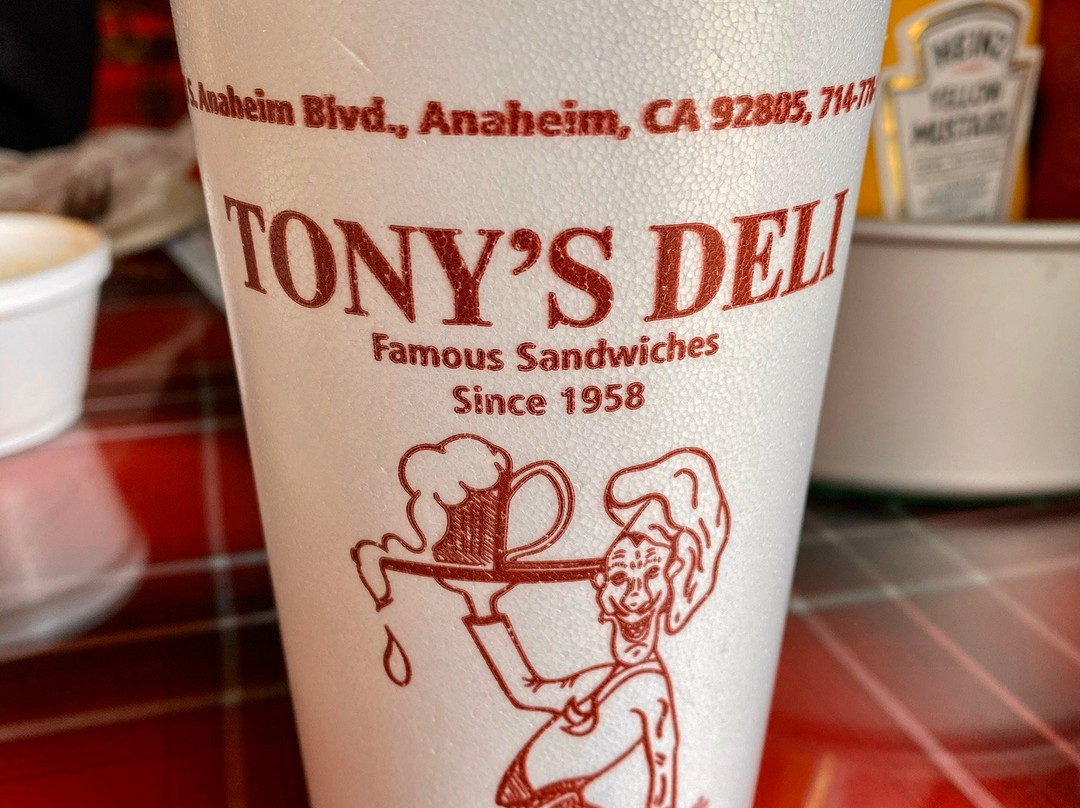 S. Anaheim Blvd., Anaheim, CA 92805, 714-77
TONY'S DELI
Famous Sandwiches
Since 1958
HEINZ
YELLOW
MUSTARD